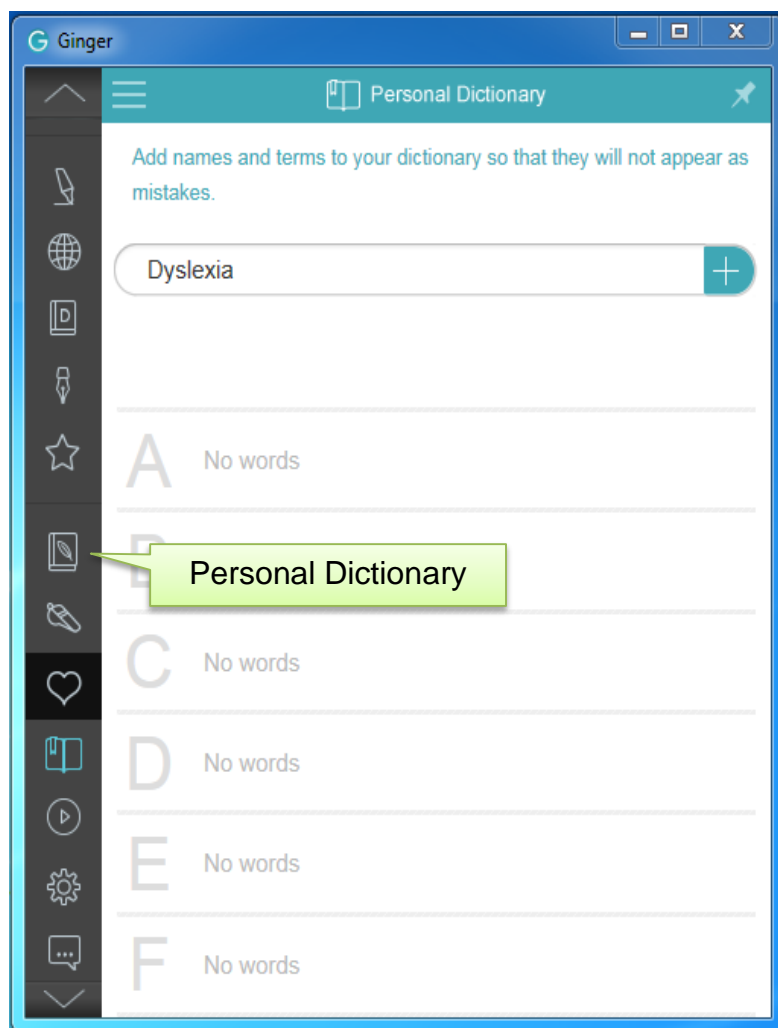 Ginger
Personal Dictionary
Add names and terms to your dictionary so that they will not appear as
mistakes.
Dyslexia
A No words
Personal Dictionary
C No words
D No words
E No words
F No words